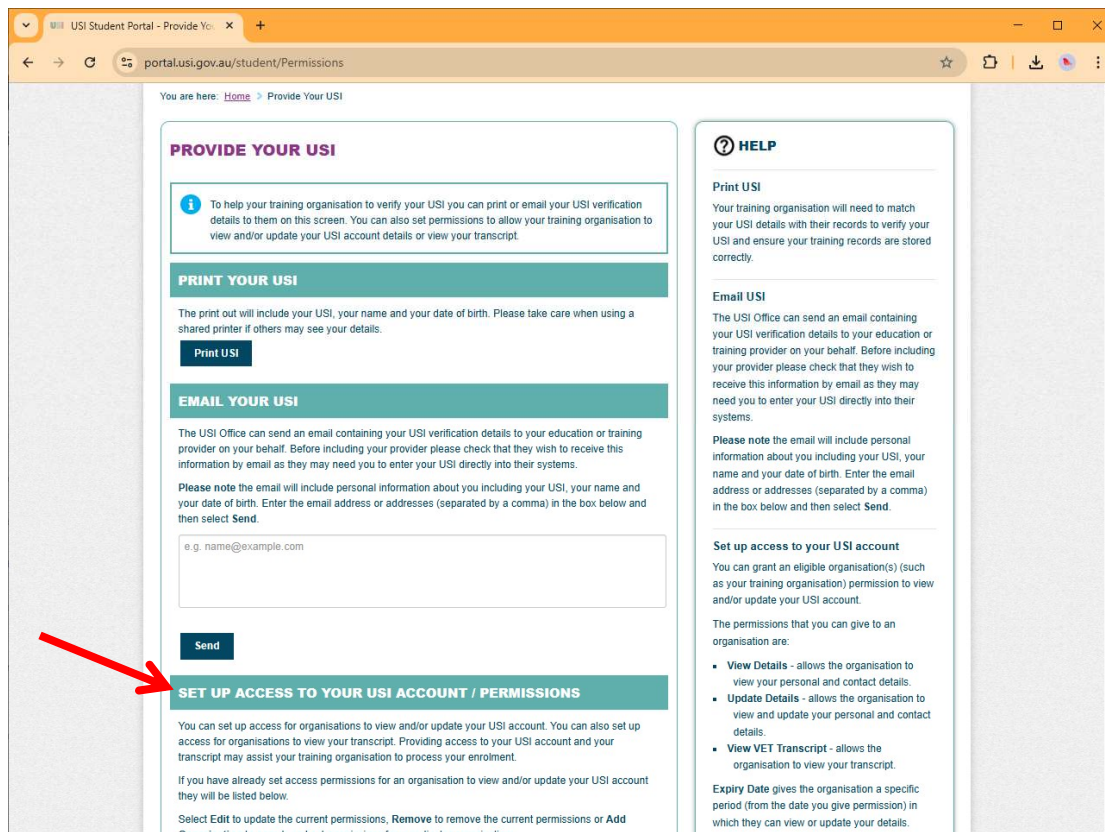 USI Student Portal - Provide Yo
portal.usi.gov.au/student/Permissions
You are here: Home > Provide Your USI
PROVIDE YOUR USI
To help your training organisation to verify your USI you can print or email your USI verification
details to them on this screen. You can also set permissions to allow your training organisation to
view and/or update your USI account details or view your transcript.
PRINT YOUR USI
The print out will include your USI, your name and your date of birth. Please take care when using a
shared printer if others may see your details.
Print USI
EMAIL YOUR USI
The USI Office can send an email containing your USI verification details to your education or training
provider on your behalf. Before including your provider please check that they wish to receive this
information by email as they may need you to enter your USI directly into their systems.
Please note the email will include personal information about you including your USI, your name and
your date of birth. Enter the email address or addresses (separated by a comma) in the box below and
then select Send.
e.g. name@example.com
Send
SET UP ACCESS TO YOUR USI ACCOUNT / PERMISSIONS
You can set up access for organisations to view and/or update your USI account. You can also set up
access for organisations to view your transcript. Providing access to your USI account and your
transcript may assist your training organisation to process your enrolment.
If you have already set access permissions for an organisation to view and/or update your USI account
they will be listed below.
Select Edit to update the current permissions, Remove to remove the current permissions or Add
HELP
Print USI
Your training organisation will need to match
your USI details with their records to verify your
USI and ensure your training records are stored
correctly.
Email USI
The USI Office can send an email containing
your USI verification details to your education or
training provider on your behalf. Before including
your provider please check that they wish to
receive this information by email as they may
need you to enter your USI directly into their
systems.
Please note the email will include personal
information about you including your USI, your
name and your date of birth. Enter the email
address or addresses (separated by a comma)
in the box below and then select Send.
Set up access to your USI account
You can grant an eligible organisation(s) (such
as your training organisation) permission to view
and/or update your USI account.
The permissions that you can give to an
organisation are:
View Details - allows the organisation to
view your personal and contact details.
Update Details - allows the organisation to
view and update your personal and contact
details.
View VET Transcript - allows the
organisation to view your transcript.
Expiry Date gives the organisation a specific
period (from the date you give permission) in
which they can view or update your details.